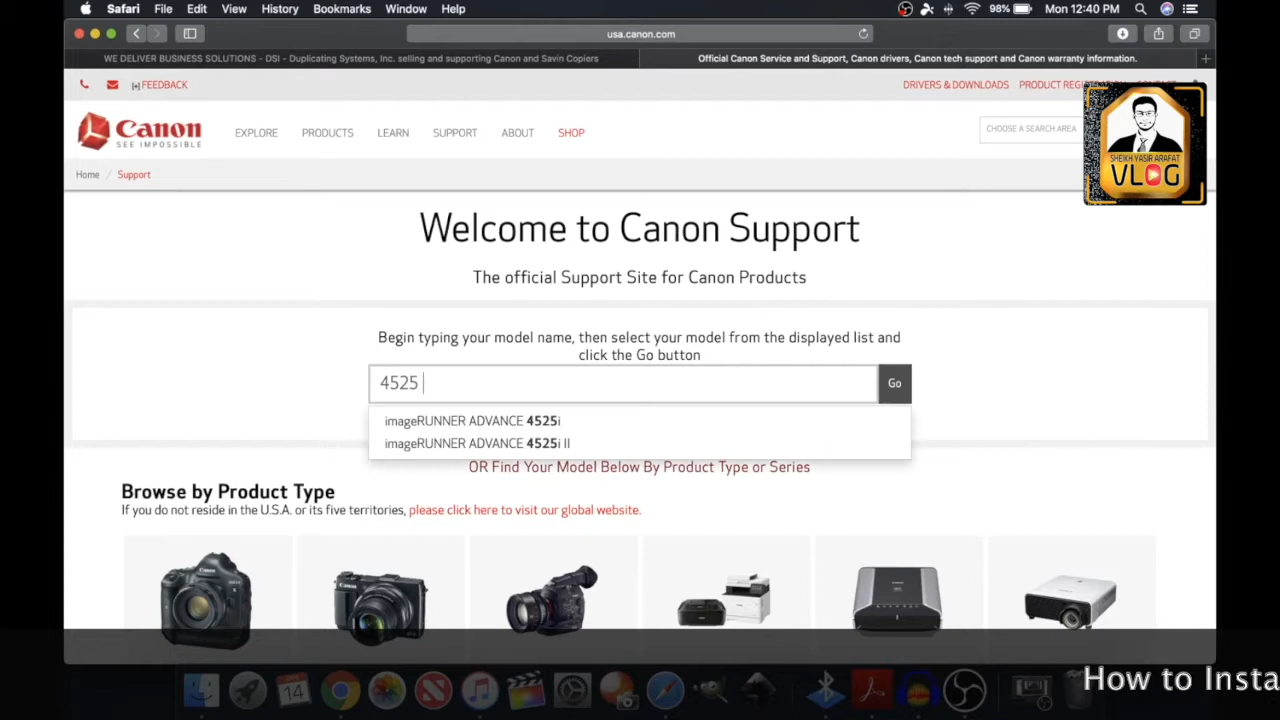 Safari File Edit View History Bookmarks Window Help 98% Mon 12:40 PM
usa.canon.com
WE DELIVER BUSINESS SOLUTIONS - DSI - Duplicating Systems, Inc. selling and supporting Canon and Savin Copiers
Official Canon Service and Support, Canon drivers, Canon tech support and Canon warranty information.
[+] FEEDBACK
DRIVERS & DOWNLOADS PRODUCT
Canon
SEE IMPOSSIBLE
EXPLORE PRODUCTS LEARN SUPPORT ABOUT SHOP
CHOOSE A SEARCH AREA
SHEIKH YASIR ARAFAT
VLOG
Home / Support
Welcome to Canon Support
The official Support Site for Canon Products
Begin typing your model name, then select your model from the displayed list and
click the Go button
4525
Go
imageRUNNER ADVANCE 4525i
imageRUNNER ADVANCE 4525i II
OR Find Your Model Below By Product Type or Series
Browse by Product Type
If you do not reside in the U.S.A. or its five territories, please click here to visit our global website.
14
How to Insta